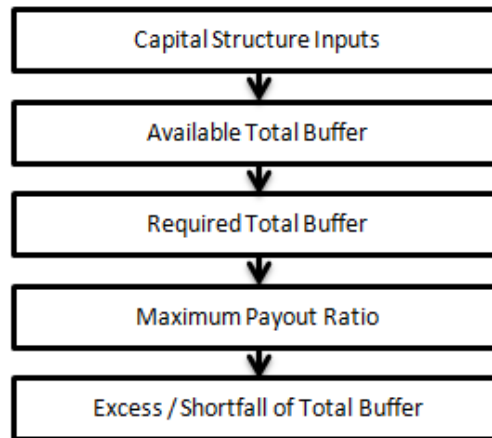 Capital Structure Inputs
Available Total Buffer
Required Total Buffer
Maximum Payout Ratio
Excess / Shortfall of Total Buffer